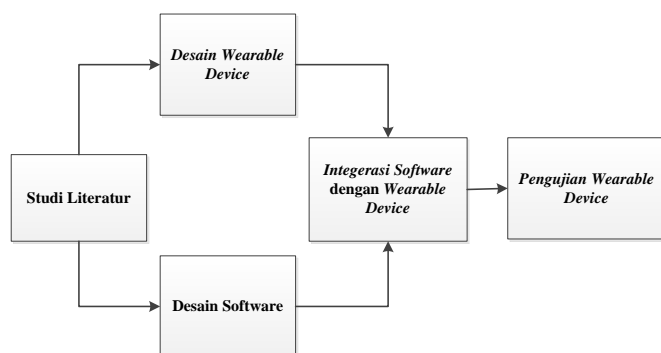 Desain Wearable
Device
Studi Literatur
Integerasi Software
dengan Wearable
Device
Pengujian Wearable
Device
Desain Software